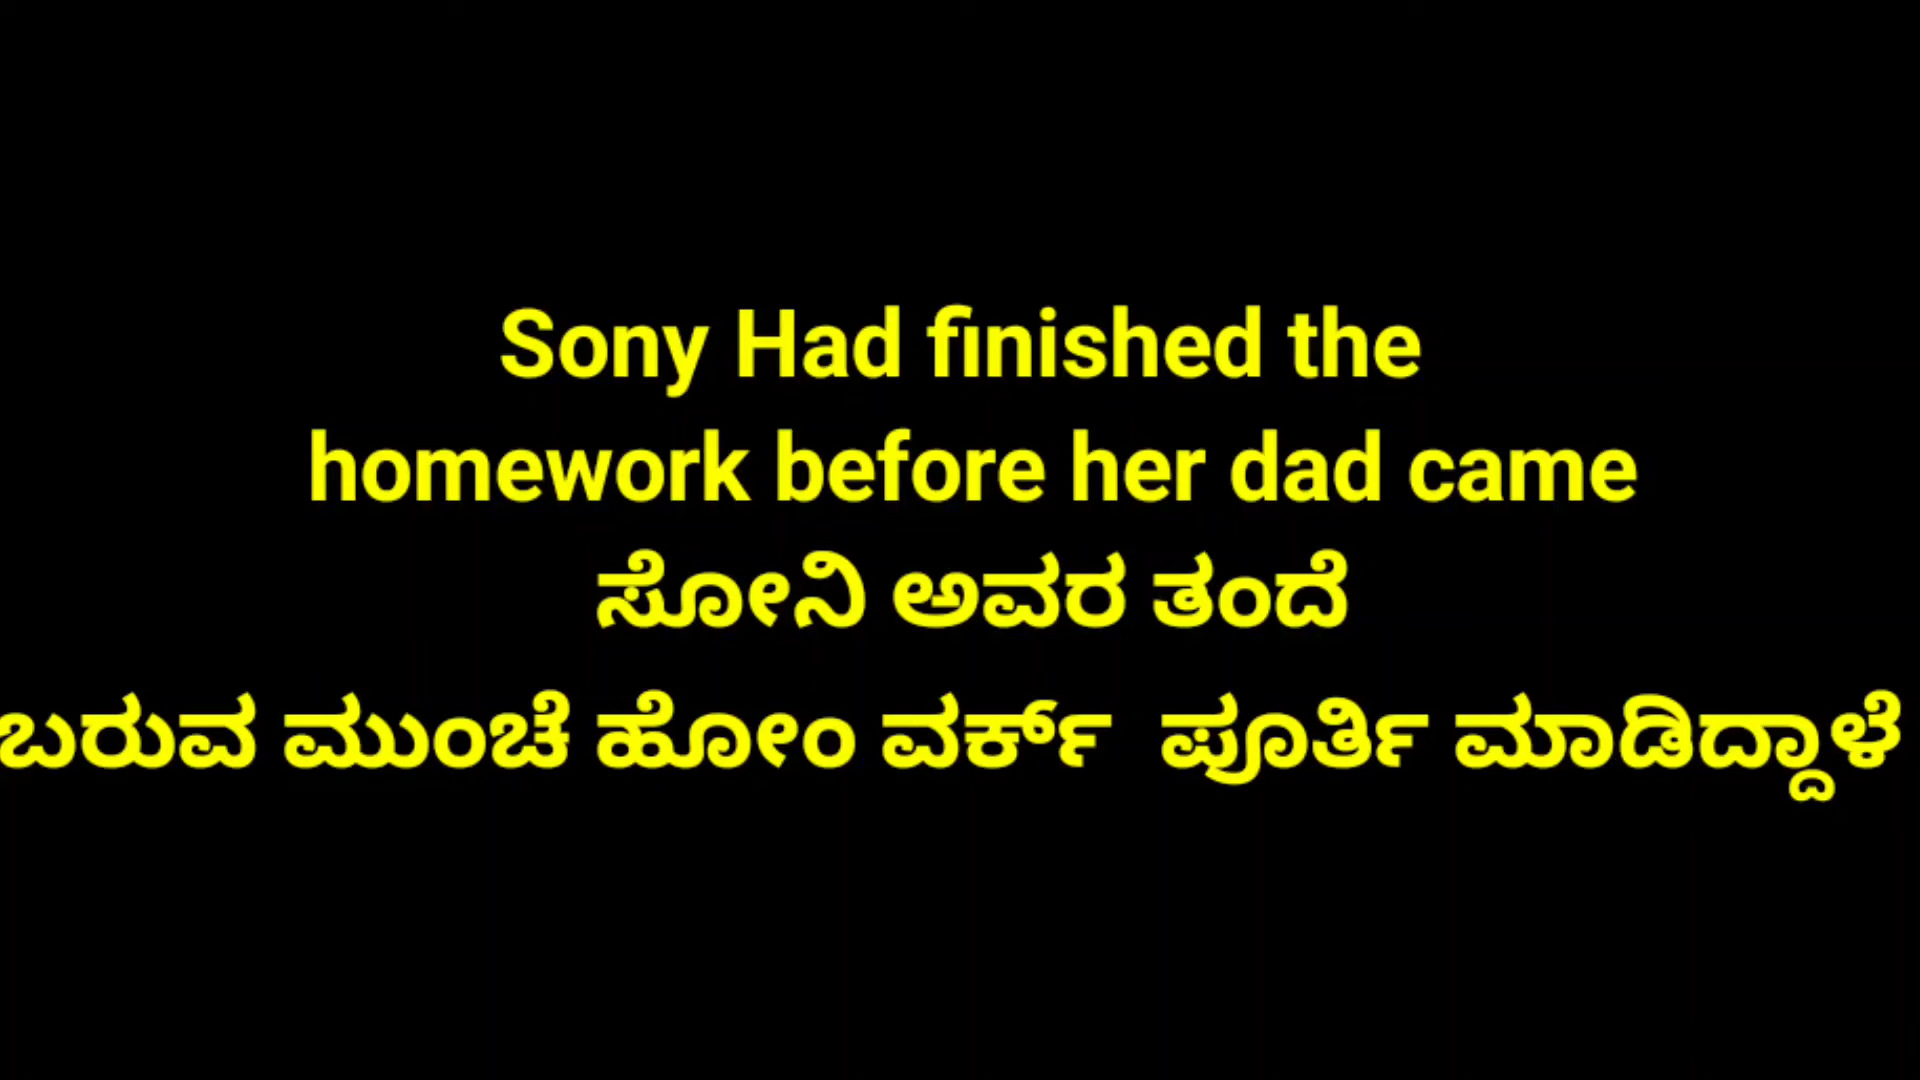 Sony Had finished the
homework before her dad came
ಸೋನಿ ಅವರ ತಂದೆ
ಬರುವ ಮುಂಚೆ ಹೋಂ ವರ್ಕ್ ಪೂರ್ತಿ ಮಾಡಿದ್ದಾಳೆ